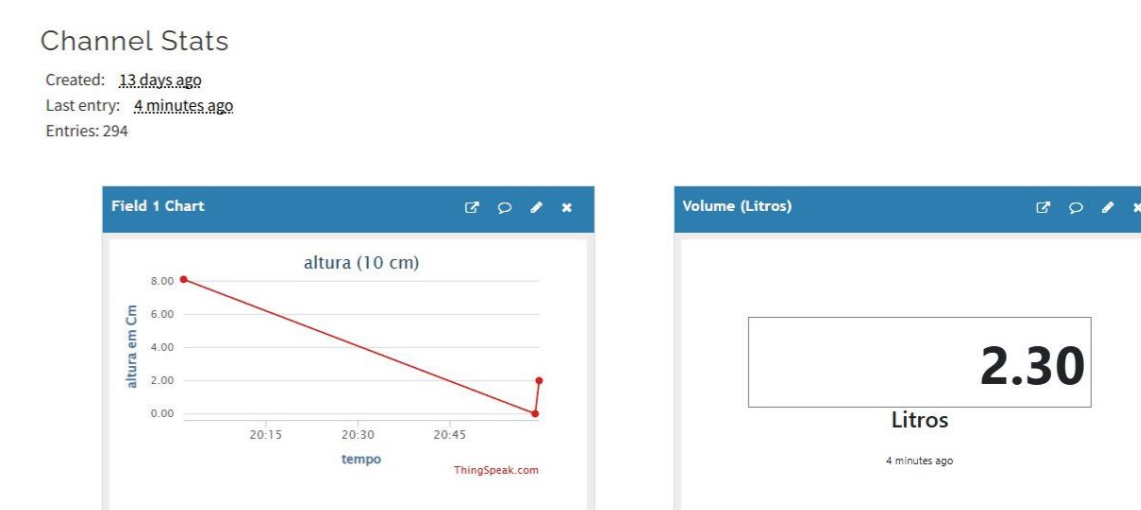 Channel Stats
Created: 13 days ago
Last entry: 4 minutes ago
Entries: 294
Field 1 Chart
altura (10 cm)
altura em Cm
8.00
6.00
4.00
2.00
0.00
20:15 20:30 20:45
tempo
ThingSpeak.com
Volume (Litros)
2.30
Litros
4 minutes ago